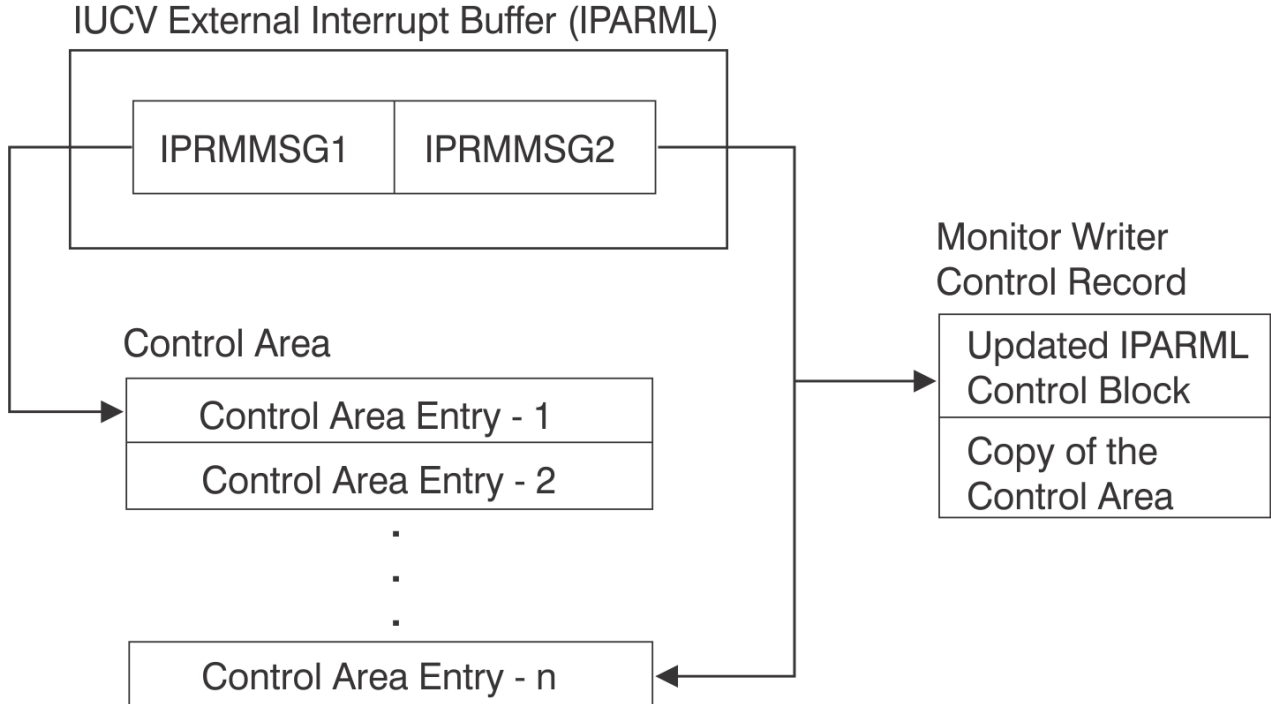 IUCV External Interrupt Buffer (IPARML)
IPRMMSG1 IPRMMSG2
Monitor Writer
Control Record
Updated IPARML
Control Block
Copy of the
Control Area
Control Area
Control Area Entry - 1
Control Area Entry - 2
.
.
.
Control Area Entry - n